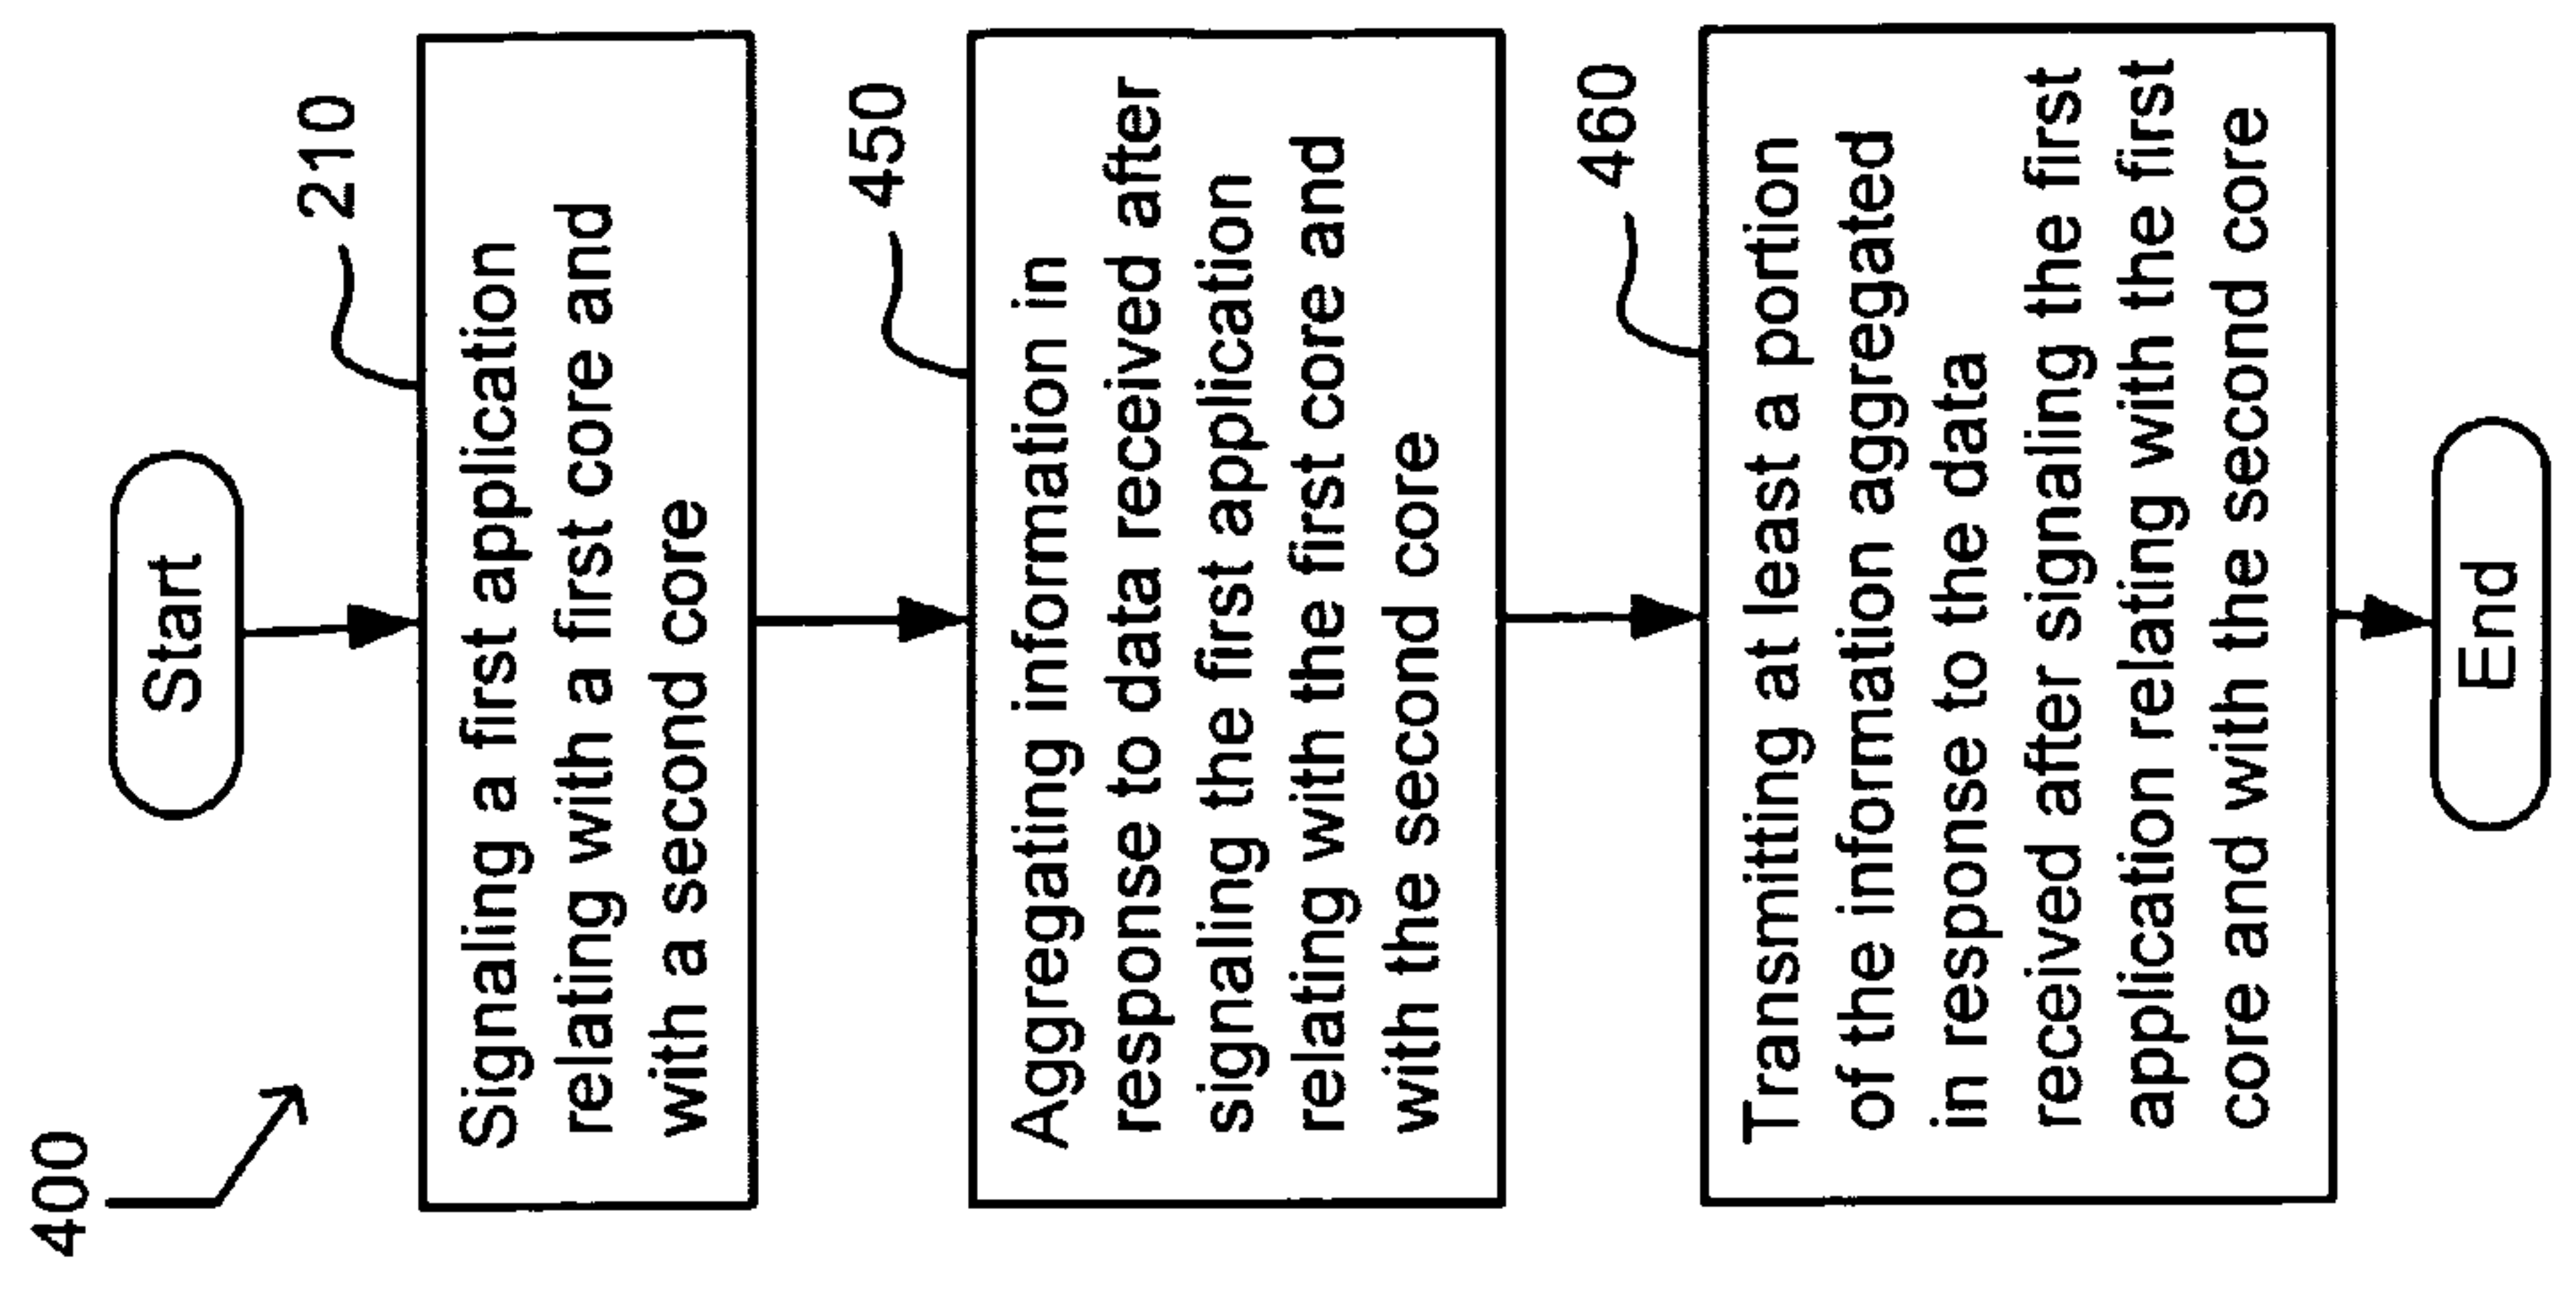 400
Start
210
Signaling a first application
relating with a first core and
with a second core
450
Aggregating information in
response to data received after
signaling the first application
relating with the first core and
with the second core
460
Transmitting at least a portion
of the information aggregated
in response to the data
received after signaling the first
application relating with the first
core and with the second core
End